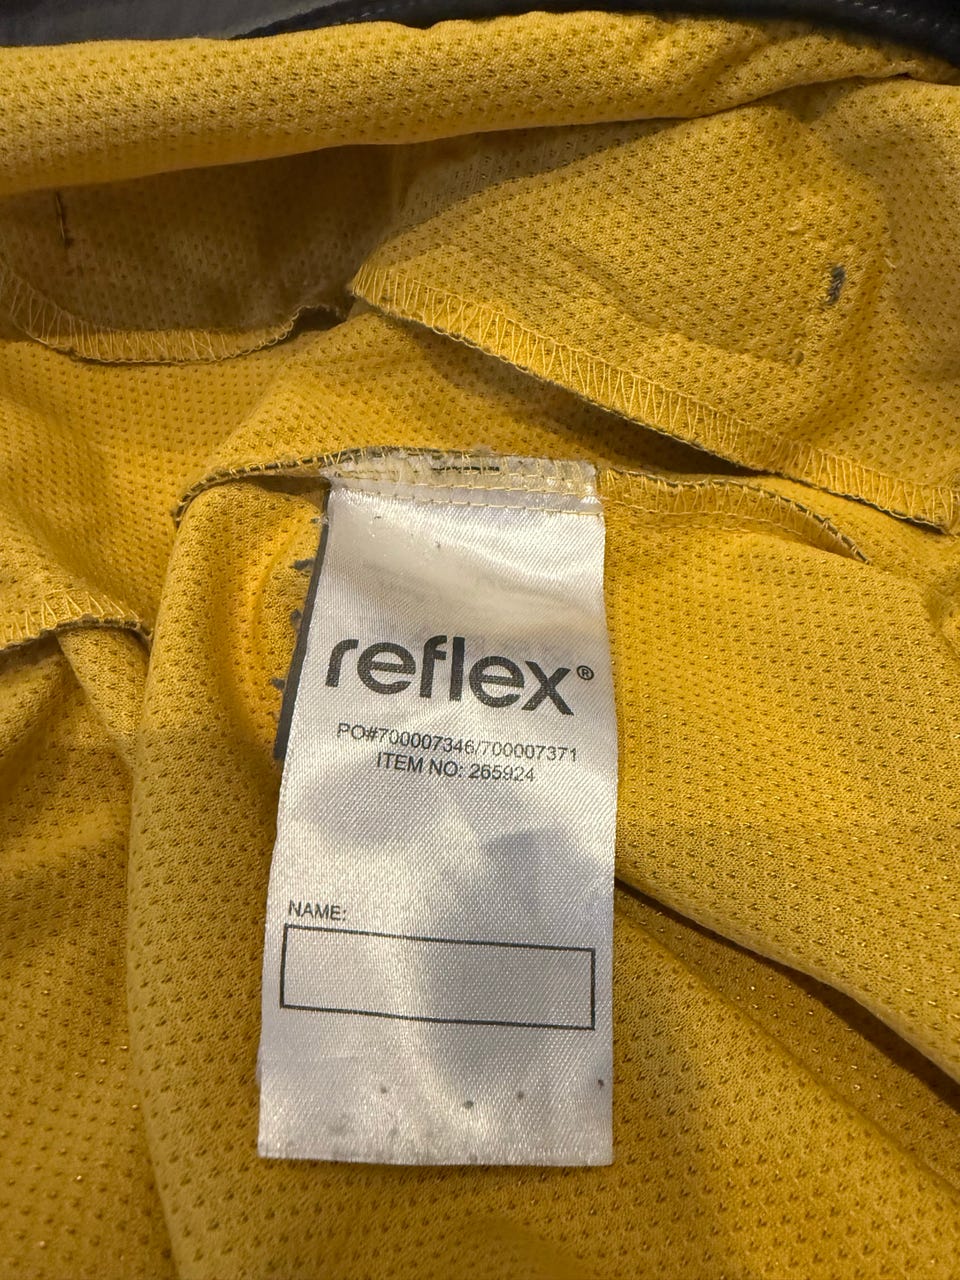 reflex®
PO#700007346/700007371
ITEM NO: 265924
NAME: